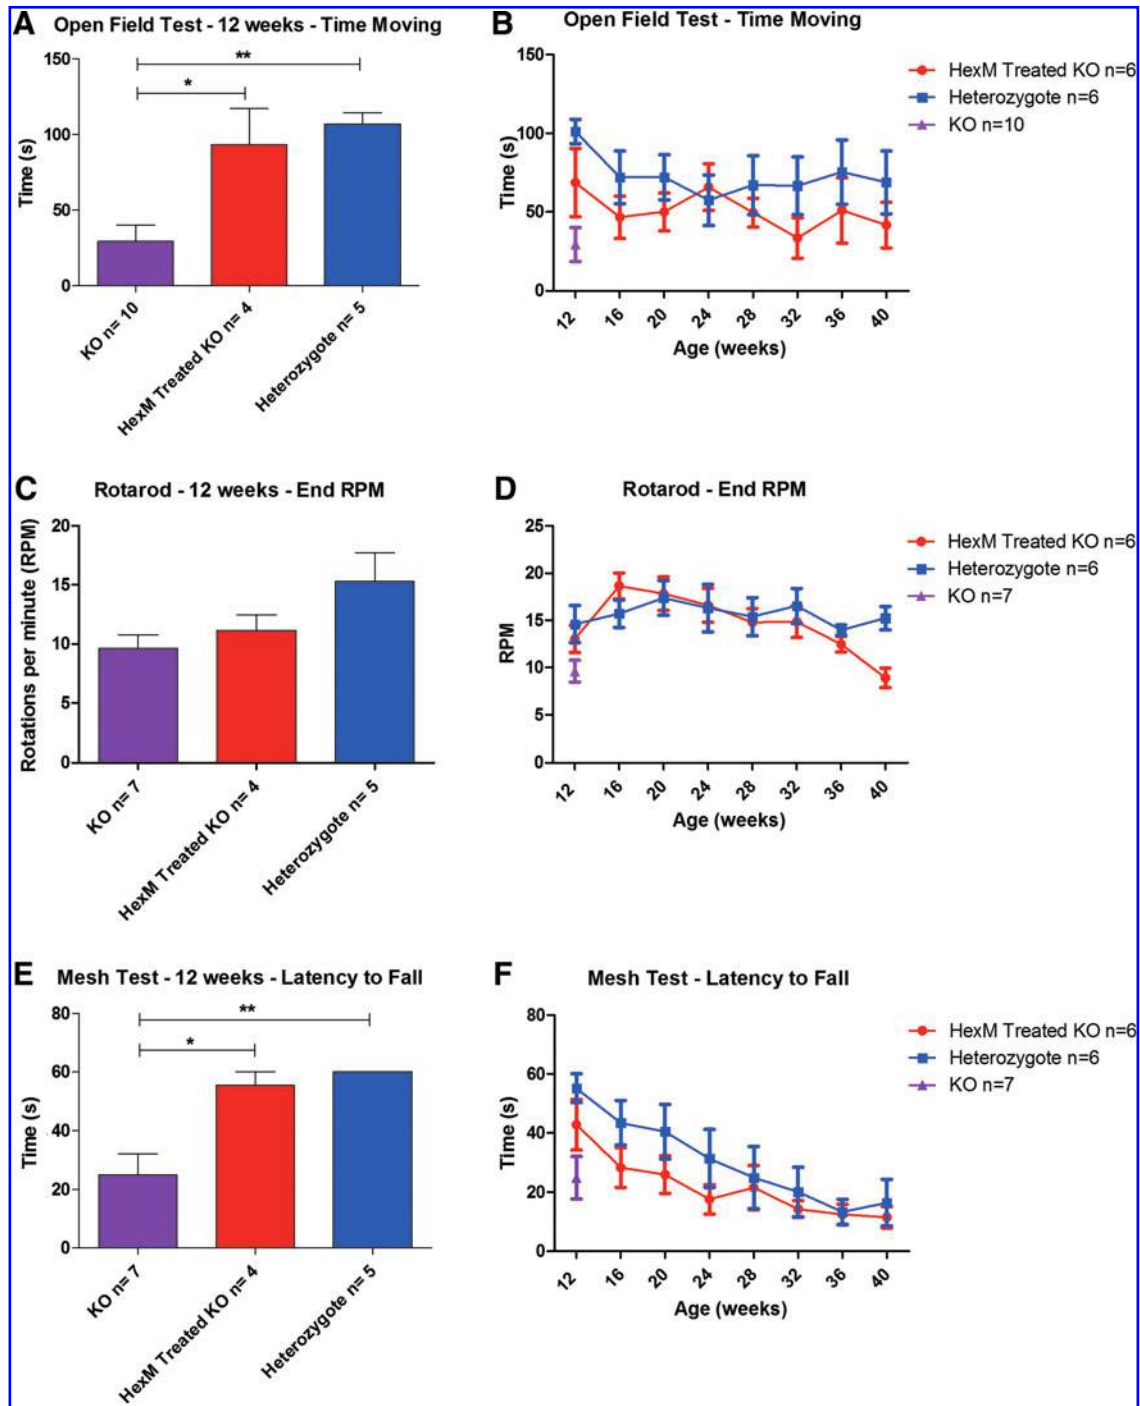 A Open Field Test - 12 weeks - Time Moving
Time (s)
150
100
50
0
**
*
KO n= 10
HexM Treated KO n= 4
Heterozygote n= 5
B Open Field Test - Time Moving
Time (s)
150
100
50
0
12 16 20 24 28 32 36 40
Age (weeks)
HexM Treated KO n=6
Heterozygote n=6
KO n=10
C Rotarod - 12 weeks - End RPM
Rotations per minute (RPM)
20
15
10
5
0
KO n= 7
HexM Treated KO n= 4
Heterozygote n= 5
D Rotarod - End RPM
RPM
25
20
15
10
5
0
12 16 20 24 28 32 36 40
Age (weeks)
HexM Treated KO n=6
Heterozygote n=6
KO n=7
E Mesh Test - 12 weeks - Latency to Fall
Time (s)
80
60
40
20
0
**
*
KO n= 7
HexM Treated KO n= 4
Heterozygote n= 5
F Mesh Test - Latency to Fall
Time (s)
80
60
40
20
0
12 16 20 24 28 32 36 40
Age (weeks)
HexM Treated KO n=6
Heterozygote n=6
KO n=7